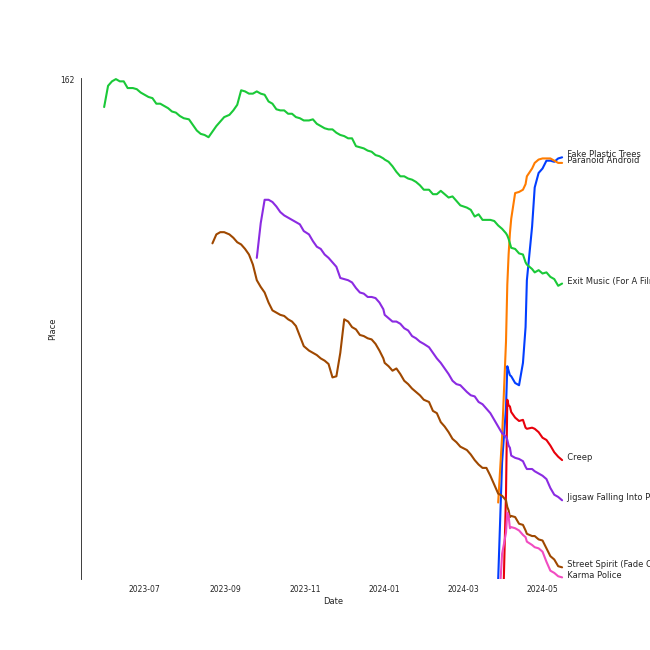 162
Fake Plastic Trees
Paranoid Android
Exit Music (For A Fil
Place
Creep
Jigsaw Falling Into P
Street Spirit (Fade O
Karma Police
2023-07
2023-09
2023-11
2024-01
2024-03
2024-05
Date